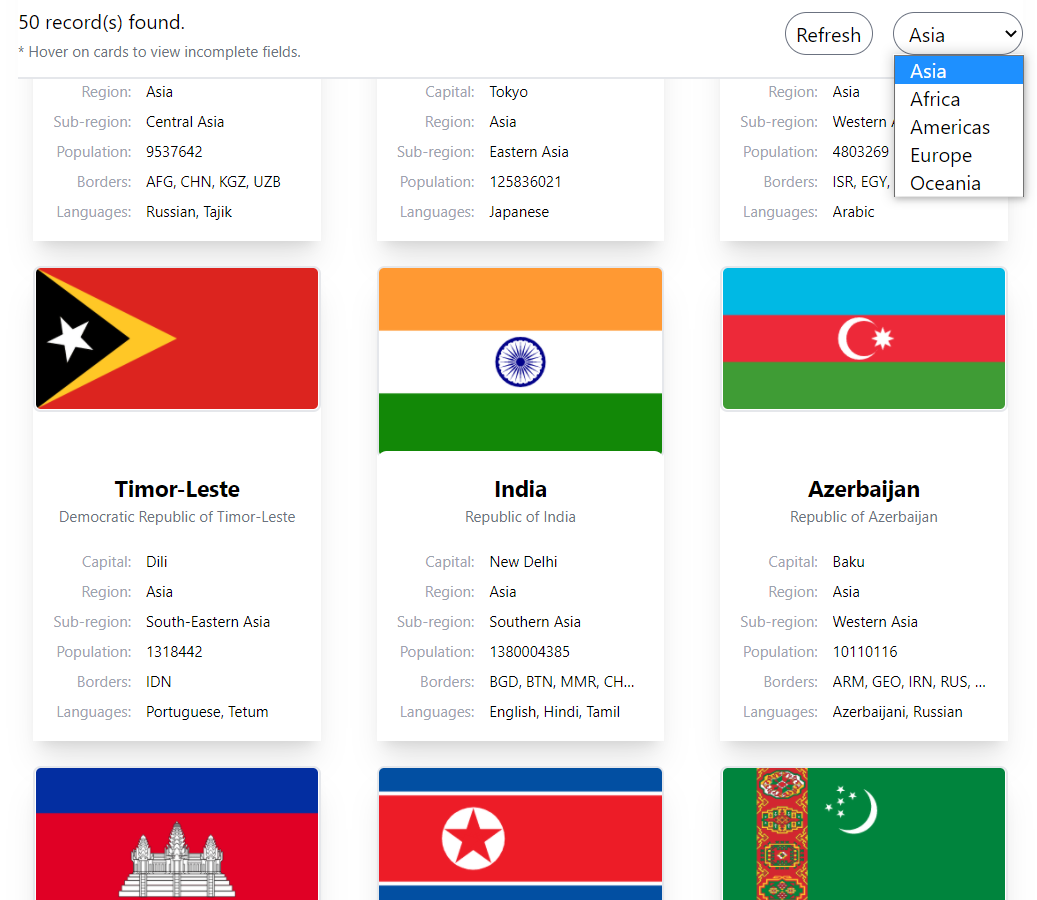 50 record(s) found.
* Hover on cards to view incomplete fields.
Refresh
Asia
Asia
Africa
Americas
Europe
Oceania
Region: Asia
Sub-region: Central Asia
Population: 9537642
Borders: AFG, CHN, KGZ, UZB
Languages: Russian, Tajik
Capital: Tokyo
Region: Asia
Sub-region: Eastern Asia
Population: 125836021
Languages: Japanese
Region: Asia
Sub-region: Western
Population: 4803269
Borders: ISR, EGY,
Languages: Arabic
Timor-Leste
Democratic Republic of Timor-Leste
Capital: Dili
Region: Asia
Sub-region: South-Eastern Asia
Population: 1318442
Borders: IDN
Languages: Portuguese, Tetum
India
Republic of India
Capital: New Delhi
Region: Asia
Sub-region: Southern Asia
Population: 1380004385
Borders: BGD, BTN, MMR, CH...
Languages: English, Hindi, Tamil
Azerbaijan
Republic of Azerbaijan
Capital: Baku
Region: Asia
Sub-region: Western Asia
Population: 10110116
Borders: ARM, GEO, IRN, RUS, ...
Languages: Azerbaijani, Russian